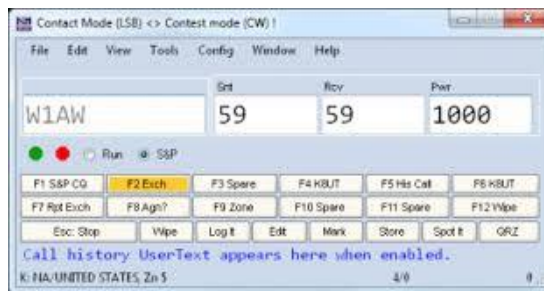 Contact Mode (LSB) <> Contest mode (CW) !
File Edit View Tools Config Window Help
Snt Rcv Pwr
W1AW 59 59 1000
Run S&P
F1 S&P CQ F2 Exch F3 Spare F4 K8UT F5 His Call F6 K8UT
F7 Rpt Exch F8 Agn? F9 Zone F10 Spare F11 Spare F12 Wipe
Esc: Stop Wipe Log It Edit Mark Store Spot It QRZ
Call history UserText appears here when enabled.
K: NA/UNITED STATES, Zn 5 4/0 0